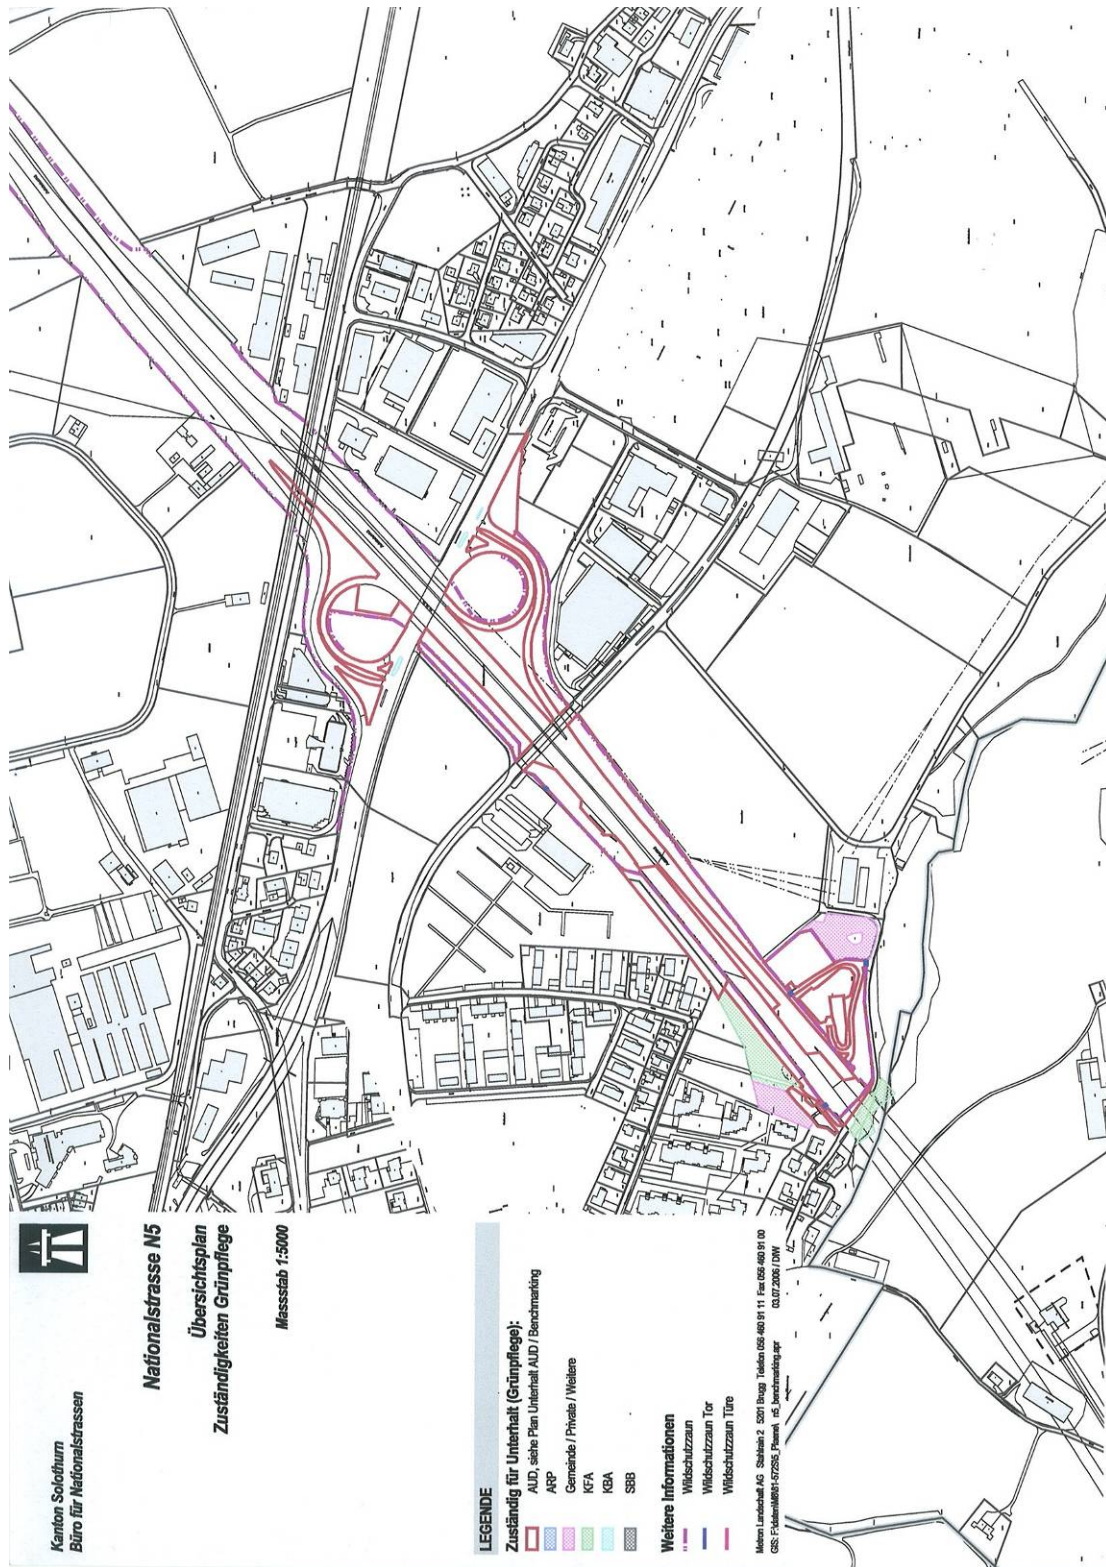 Kanton Solothurn
Büro für Nationalstrassen
Nationalstrasse N5
Übersichtsplan
Zuständigkeiten Grünpflege
Massstab 1:5000
LEGENDE
Zuständig für Unterhalt (Grünpflege):
AUD, siehe Plan Unterhalt AUD / Benchmarking
ARP
Gemeinde / Private / Weitere
KFA
KBA
SBB
Weitere Informationen
Wildschutzzaun
Wildschutzzaun Tor
Wildschutzzaun Türe
Metron Landschaft AG Stahlrain 2 5201 Brugg Telefon 056 460 91 11 Fax 056 460 91 00
03.07.2006 / DIW